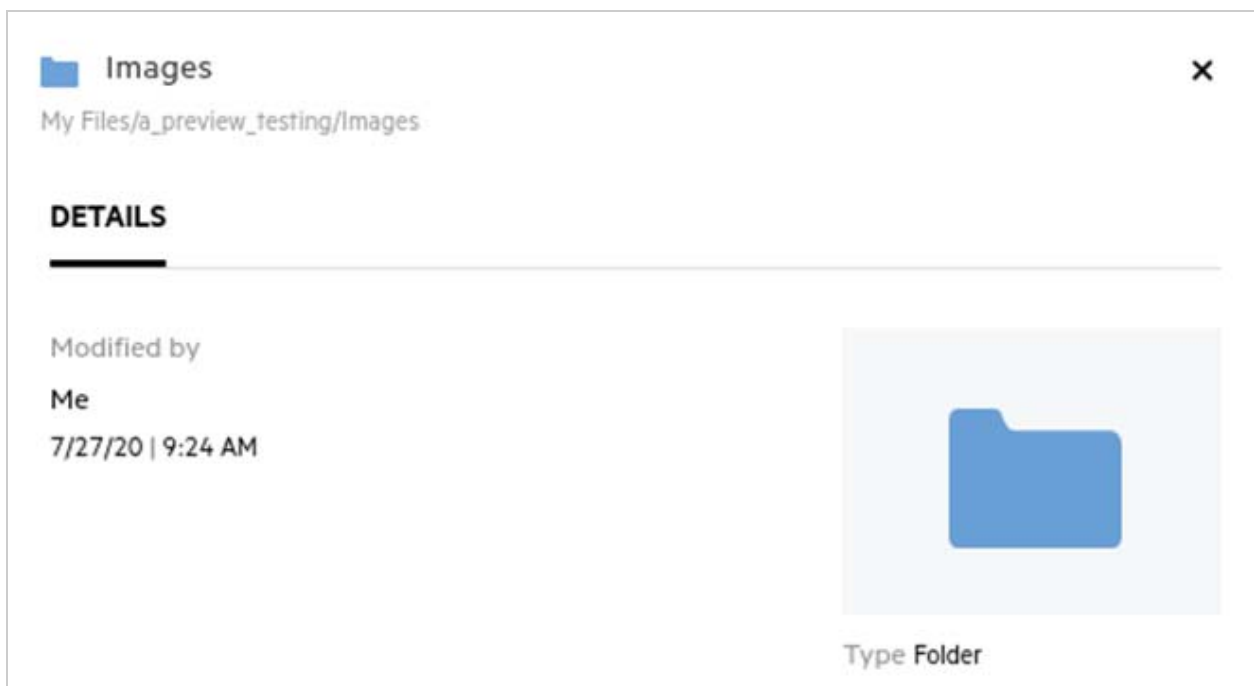 Images
My Files/a_preview_testing/Images
DETAILS
Modified by
Me
7/27/20 | 9:24 AM
Type Folder